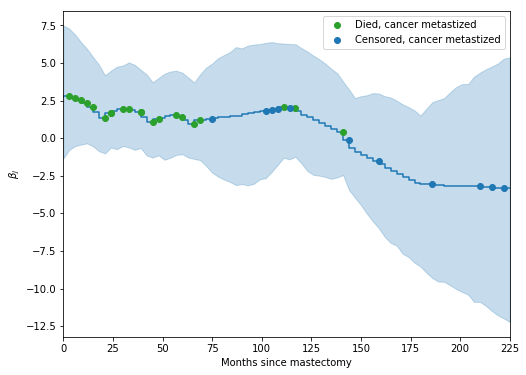 7.5
5.0
2.5
0.0
−2.5
−5.0
−7.5
−10.0
−12.5
βj
Died, cancer metastized
Censored, cancer metastized
0 25 50 75 100 125 150 175 200 225
Months since mastectomy